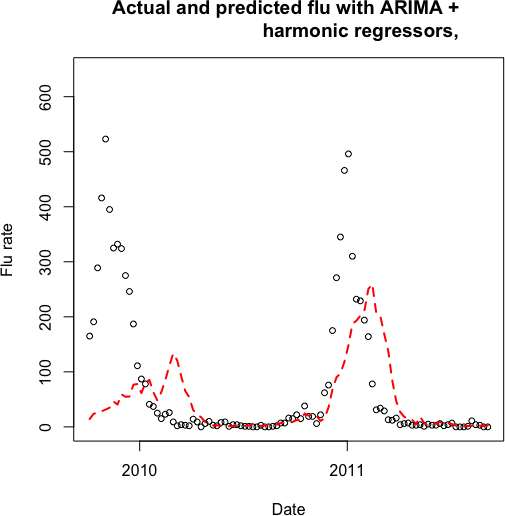 Actual and predicted flu with ARIMA +
harmonic regressors,
600
500
400
300
200
100
0
Flu rate
2010
2011
Date